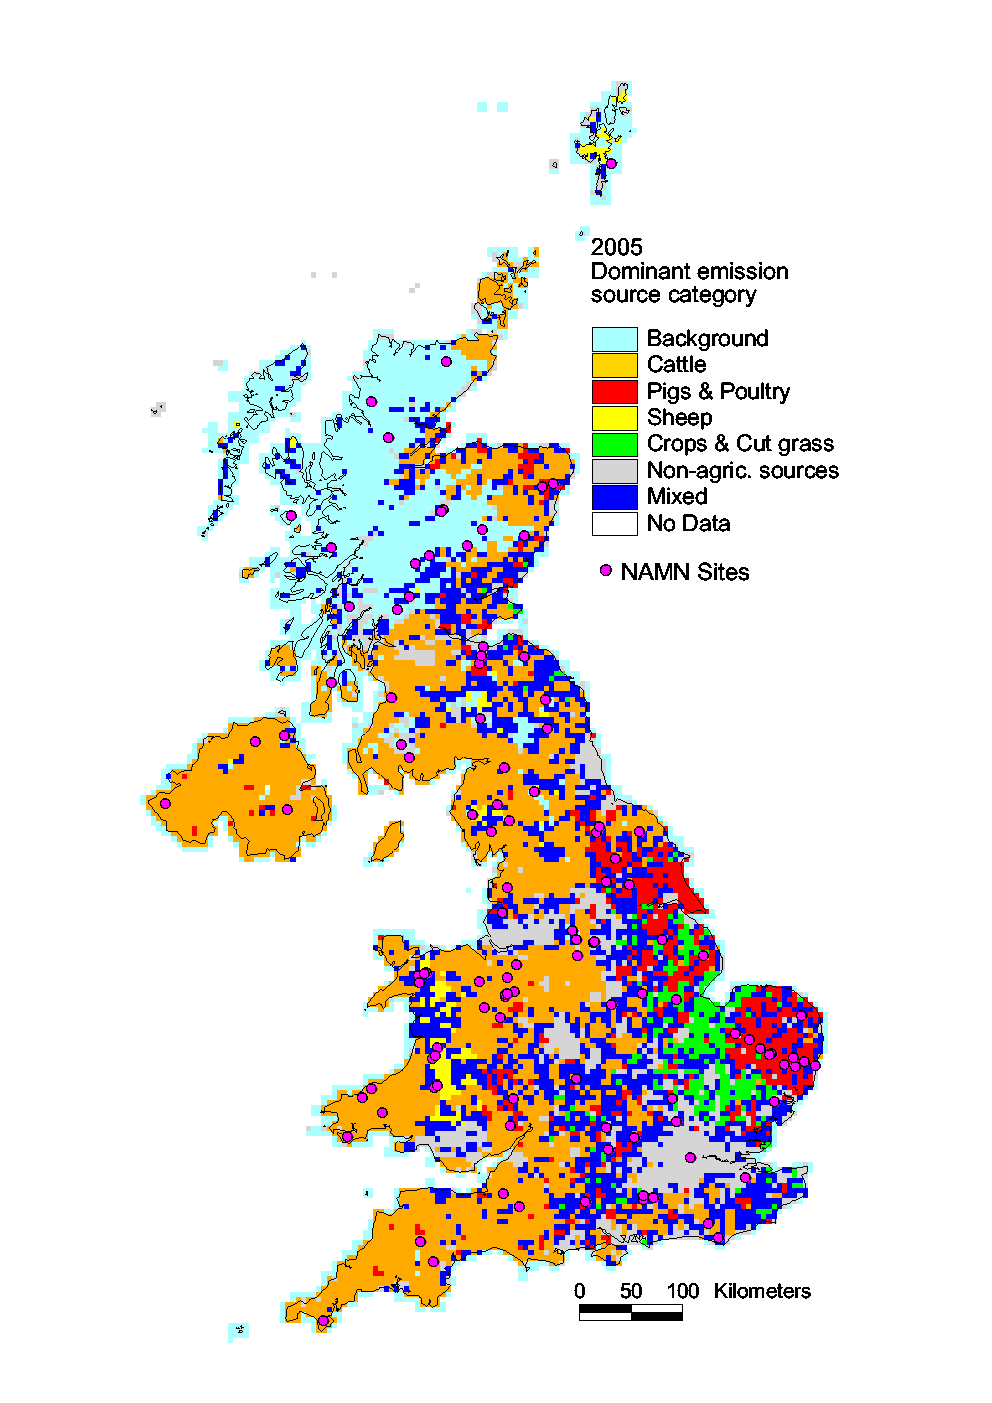 2005
Dominant emission
source category
Background
Cattle
Pigs & Poultry
Sheep
Crops & Cut grass
Non-agric. sources
Mixed
No Data
NAMN Sites
0 50 100 Kilometers